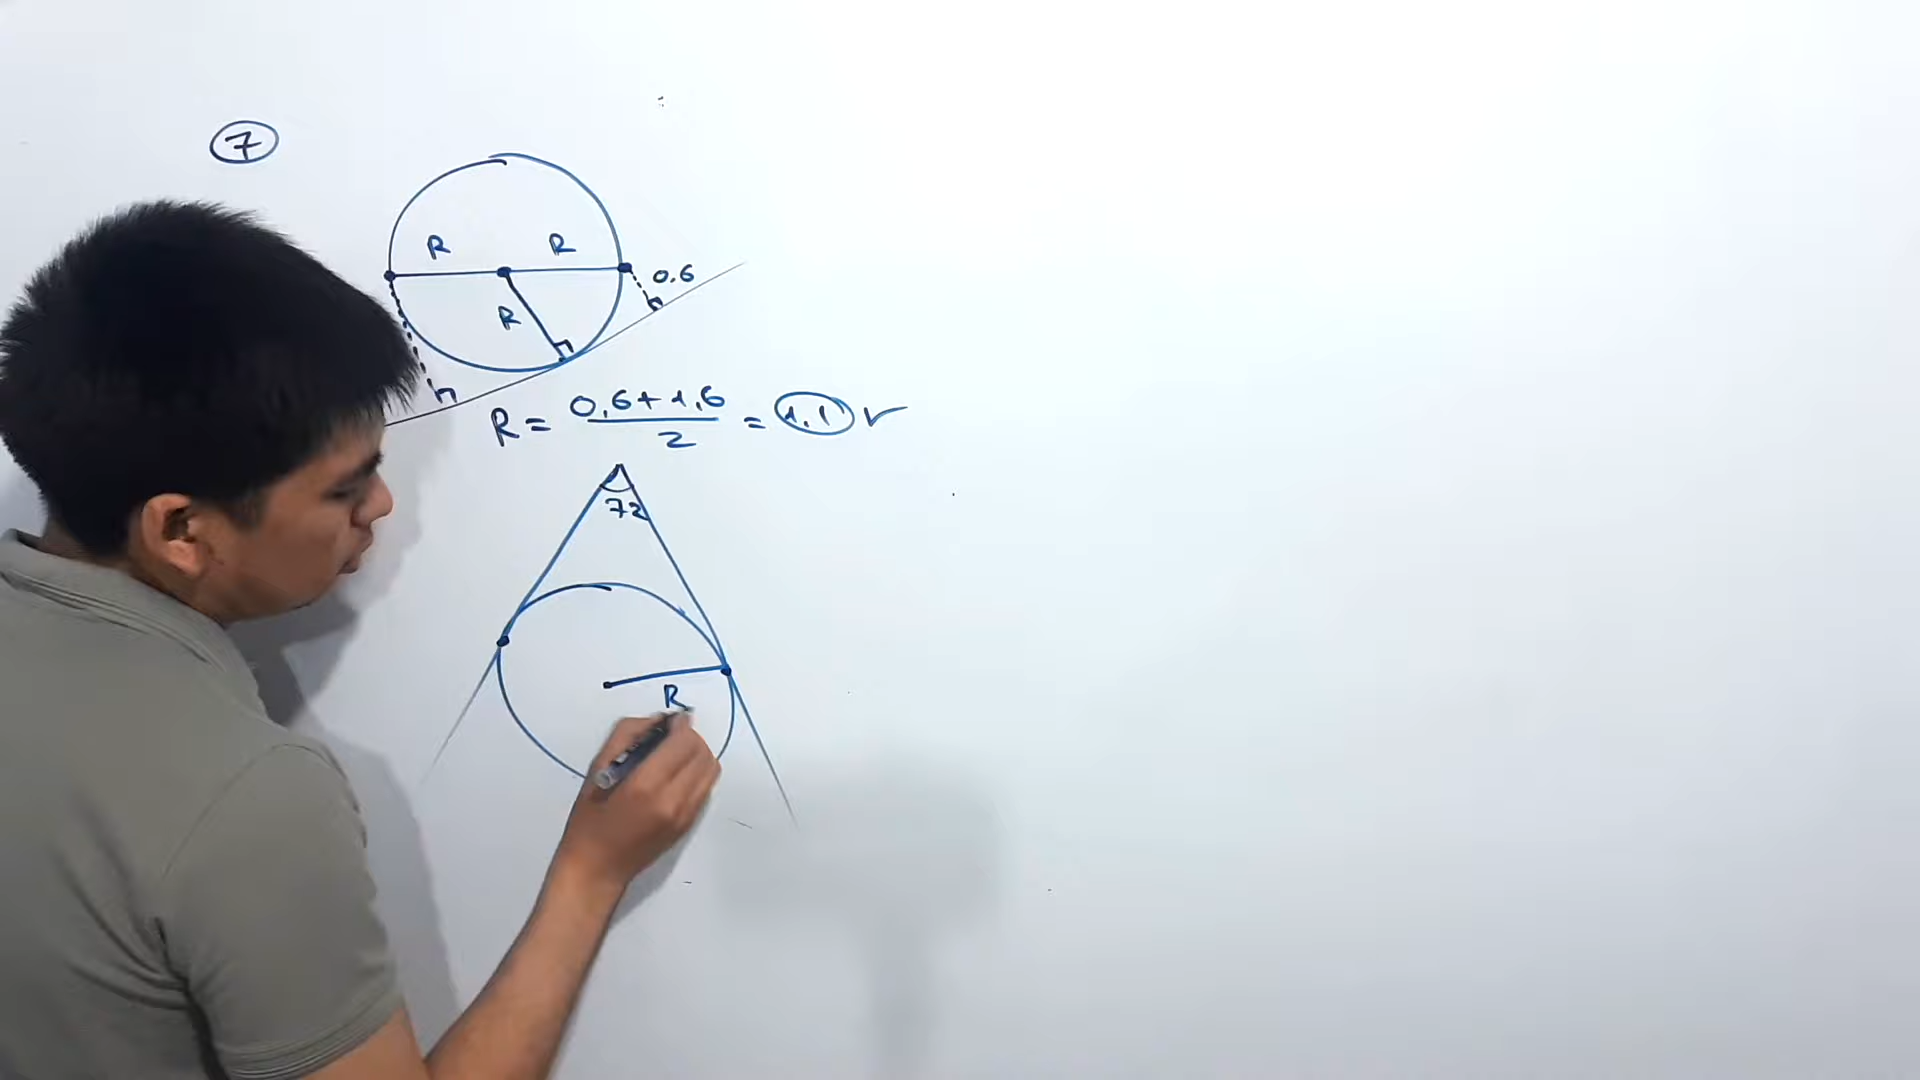 7
R R
0.6
R
R = 0,6+1,6 / 2 = 1,1 ✓
72
R